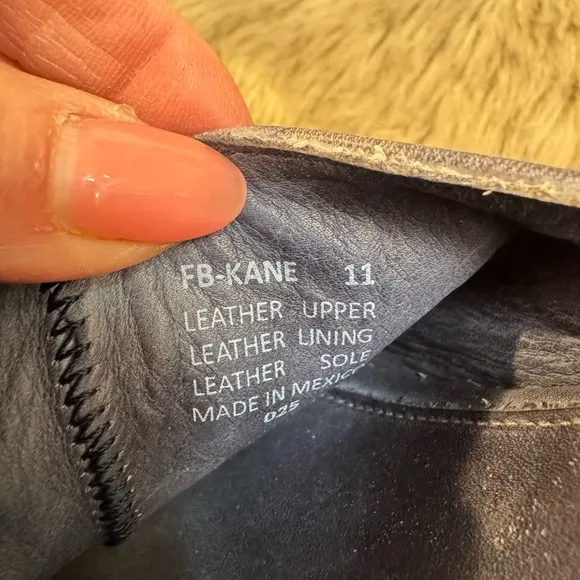 FB-KANE 11
LEATHER UPPER
LEATHER LINING
LEATHER SOLE
MADE IN MEXICO
025